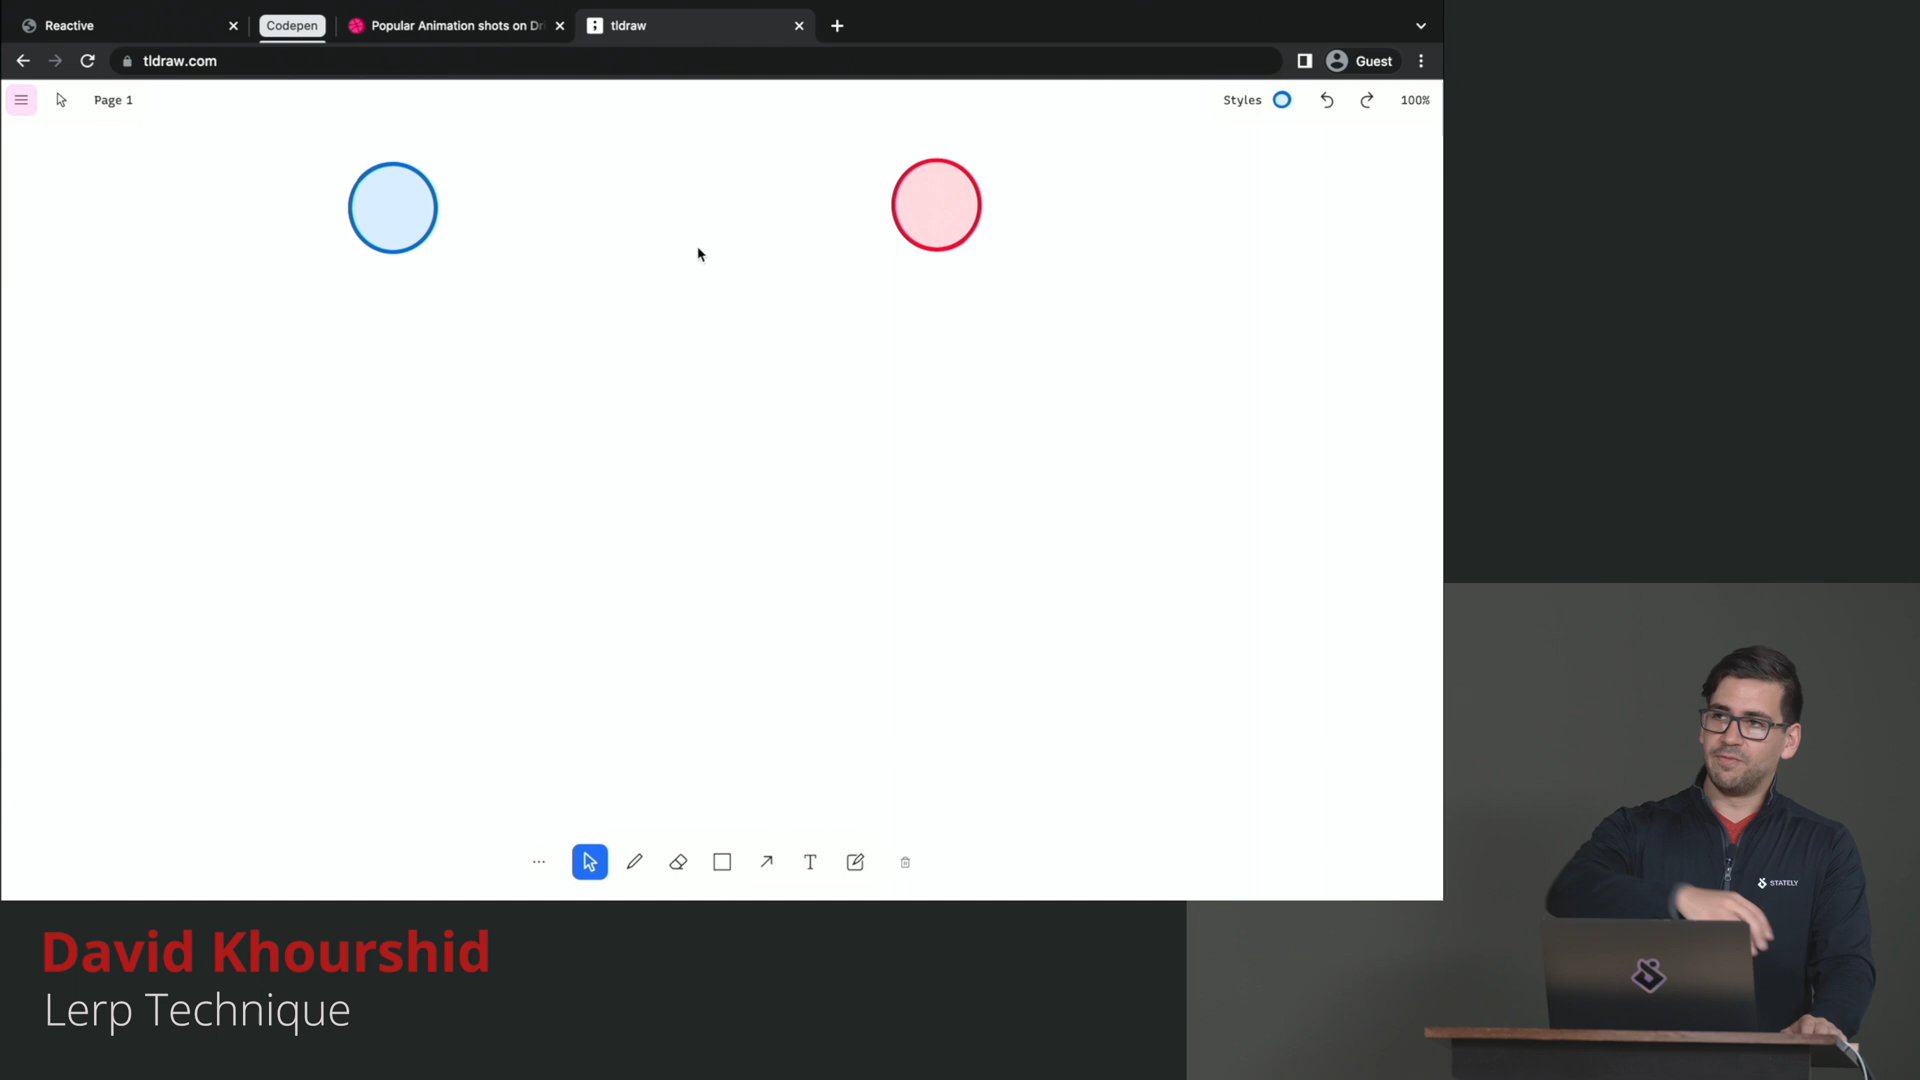 Reactive
Codepen
Popular Animation shots on Dr
tldraw
tldraw.com
Guest
Page 1
Styles
100%
T
STATELY
David Khourshid
Lerp Technique